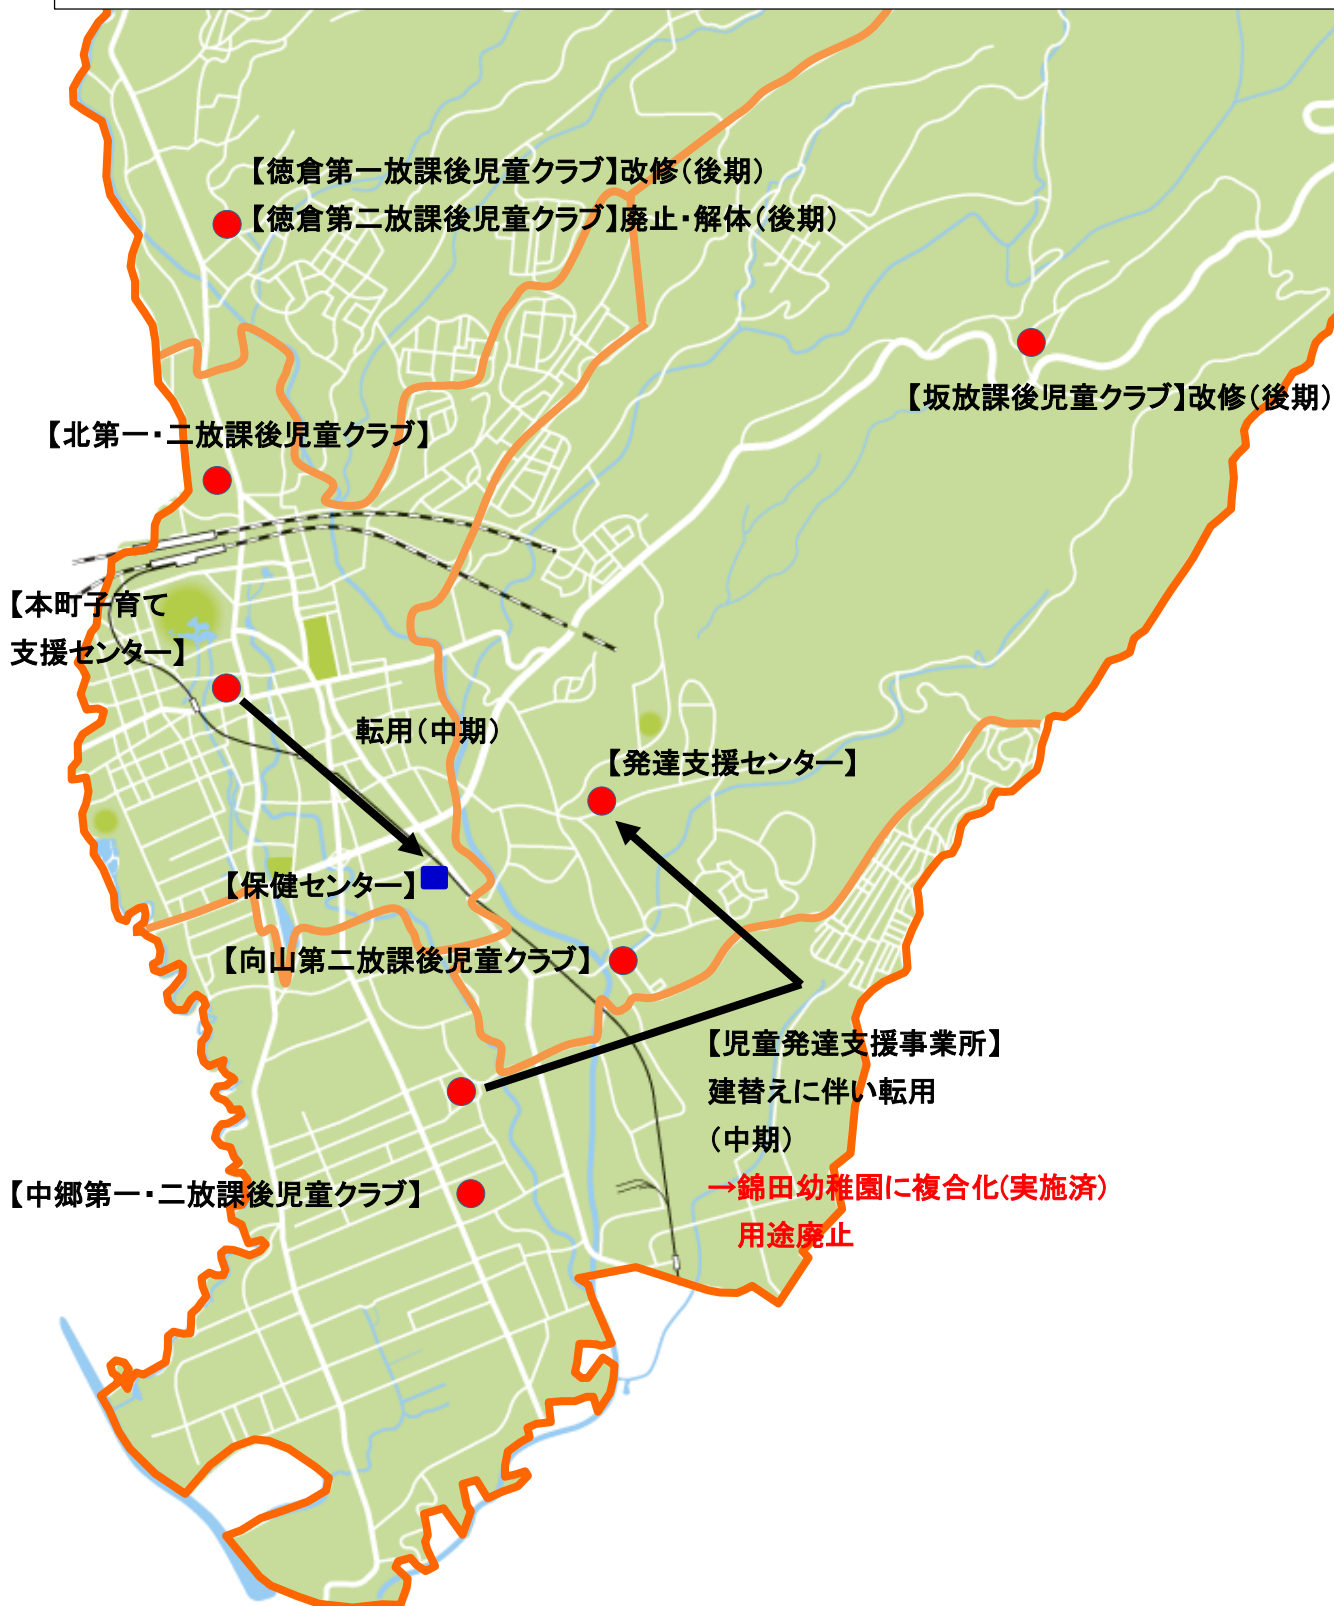 【徳倉第一放課後児童クラブ】改修(後期)
【徳倉第二放課後児童クラブ】廃止・解体(後期)
【坂放課後児童クラブ】改修(後期)
【北第一・二放課後児童クラブ】
【本町子育て
支援センター】
転用(中期)
【発達支援センター】
【保健センター】
【向山第二放課後児童クラブ】
【児童発達支援事業所】
建替えに伴い転用
(中期)
→錦田幼稚園に複合化(実施済)
用途廃止
【中郷第一・二放課後児童クラブ】